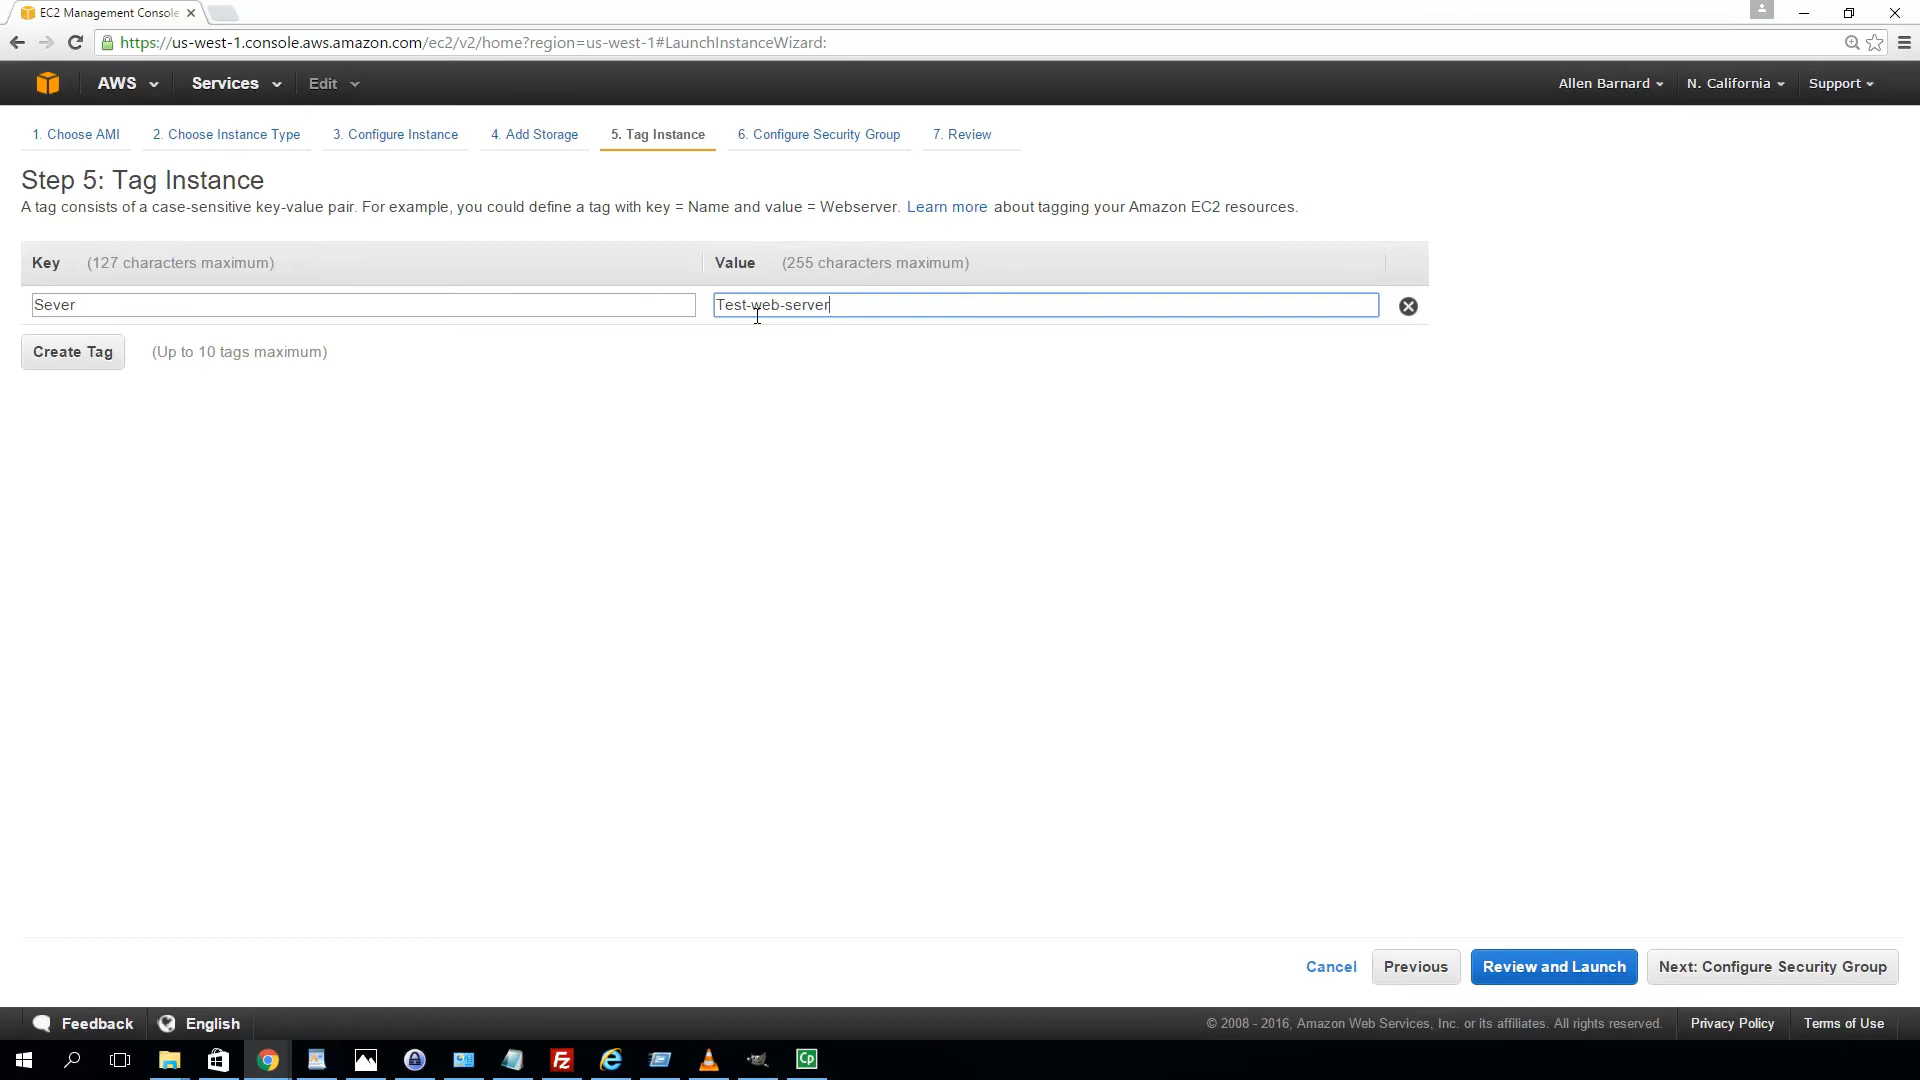 EC2 Management Console
https://us-west-1.console.aws.amazon.com/ec2/v2/home?region=us-west-1#LaunchInstanceWizard:
AWS Services Edit Allen Barnard N. California Support
1. Choose AMI 2. Choose Instance Type 3. Configure Instance 4. Add Storage 5. Tag Instance 6. Configure Security Group 7. Review
Step 5: Tag Instance
A tag consists of a case-sensitive key-value pair. For example, you could define a tag with key = Name and value = Webserver. Learn more about tagging your Amazon EC2 resources.
Key (127 characters maximum) Value (255 characters maximum)
Sever Test-web-server
Create Tag (Up to 10 tags maximum)
Cancel Previous Review and Launch Next: Configure Security Group
Feedback English © 2008 - 2016, Amazon Web Services, Inc. or its affiliates. All rights reserved. Privacy Policy Terms of Use
Fz Cp